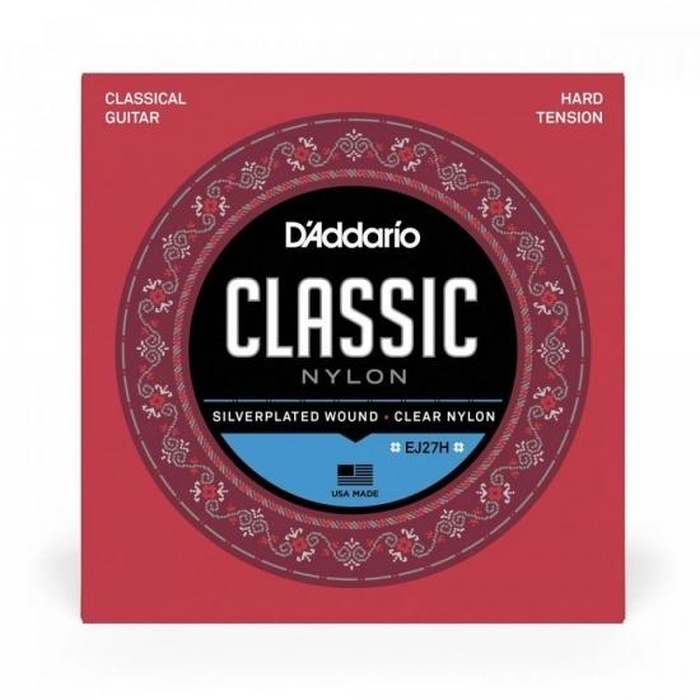 CLASSICAL
GUITAR
HARD
TENSION
D'Addario
CLASSIC
NYLON
SILVERPLATED WOUND • CLEAR NYLON
EJ27H
USA MADE